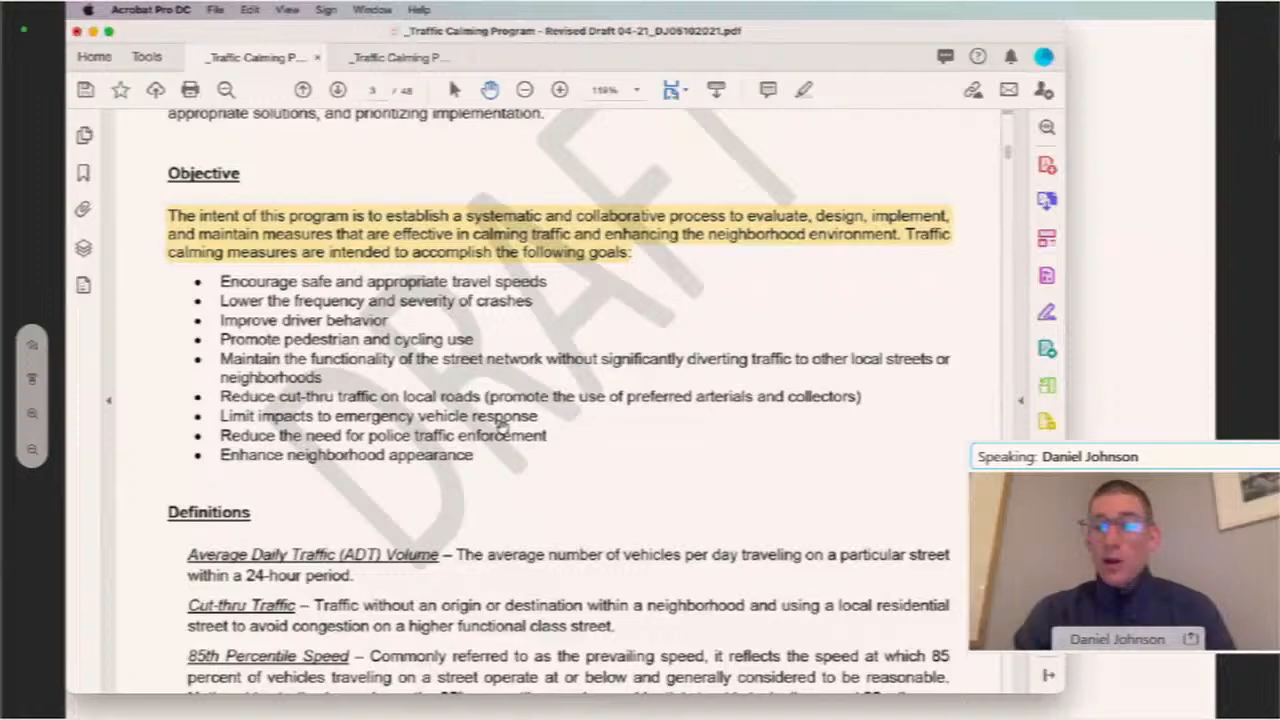 Acrobat Pro DC File Edit View Sign Window Help
_Traffic Calming Program - Revised Draft 04-21_DJ05102021.pdf
Home Tools _Traffic Calming P... × _Traffic Calming P...
3 / 48 119%
appropriate solutions, and prioritizing implementation.
Objective
The intent of this program is to establish a systematic and collaborative process to evaluate, design, implement,
and maintain measures that are effective in calming traffic and enhancing the neighborhood environment. Traffic
calming measures are intended to accomplish the following goals:
• Encourage safe and appropriate travel speeds
• Lower the frequency and severity of crashes
• Improve driver behavior
• Promote pedestrian and cycling use
• Maintain the functionality of the street network without significantly diverting traffic to other local streets or
neighborhoods
• Reduce cut-thru traffic on local roads (promote the use of preferred arterials and collectors)
• Limit impacts to emergency vehicle response
• Reduce the need for police traffic enforcement
• Enhance neighborhood appearance
DRAFT
Definitions
Average Daily Traffic (ADT) Volume – The average number of vehicles per day traveling on a particular street
within a 24-hour period.
Cut-thru Traffic – Traffic without an origin or destination within a neighborhood and using a local residential
street to avoid congestion on a higher functional class street.
85th Percentile Speed – Commonly referred to as the prevailing speed, it reflects the speed at which 85
percent of vehicles traveling on a street operate at or below and generally considered to be reasonable.
Speaking: Daniel Johnson
Daniel Johnson